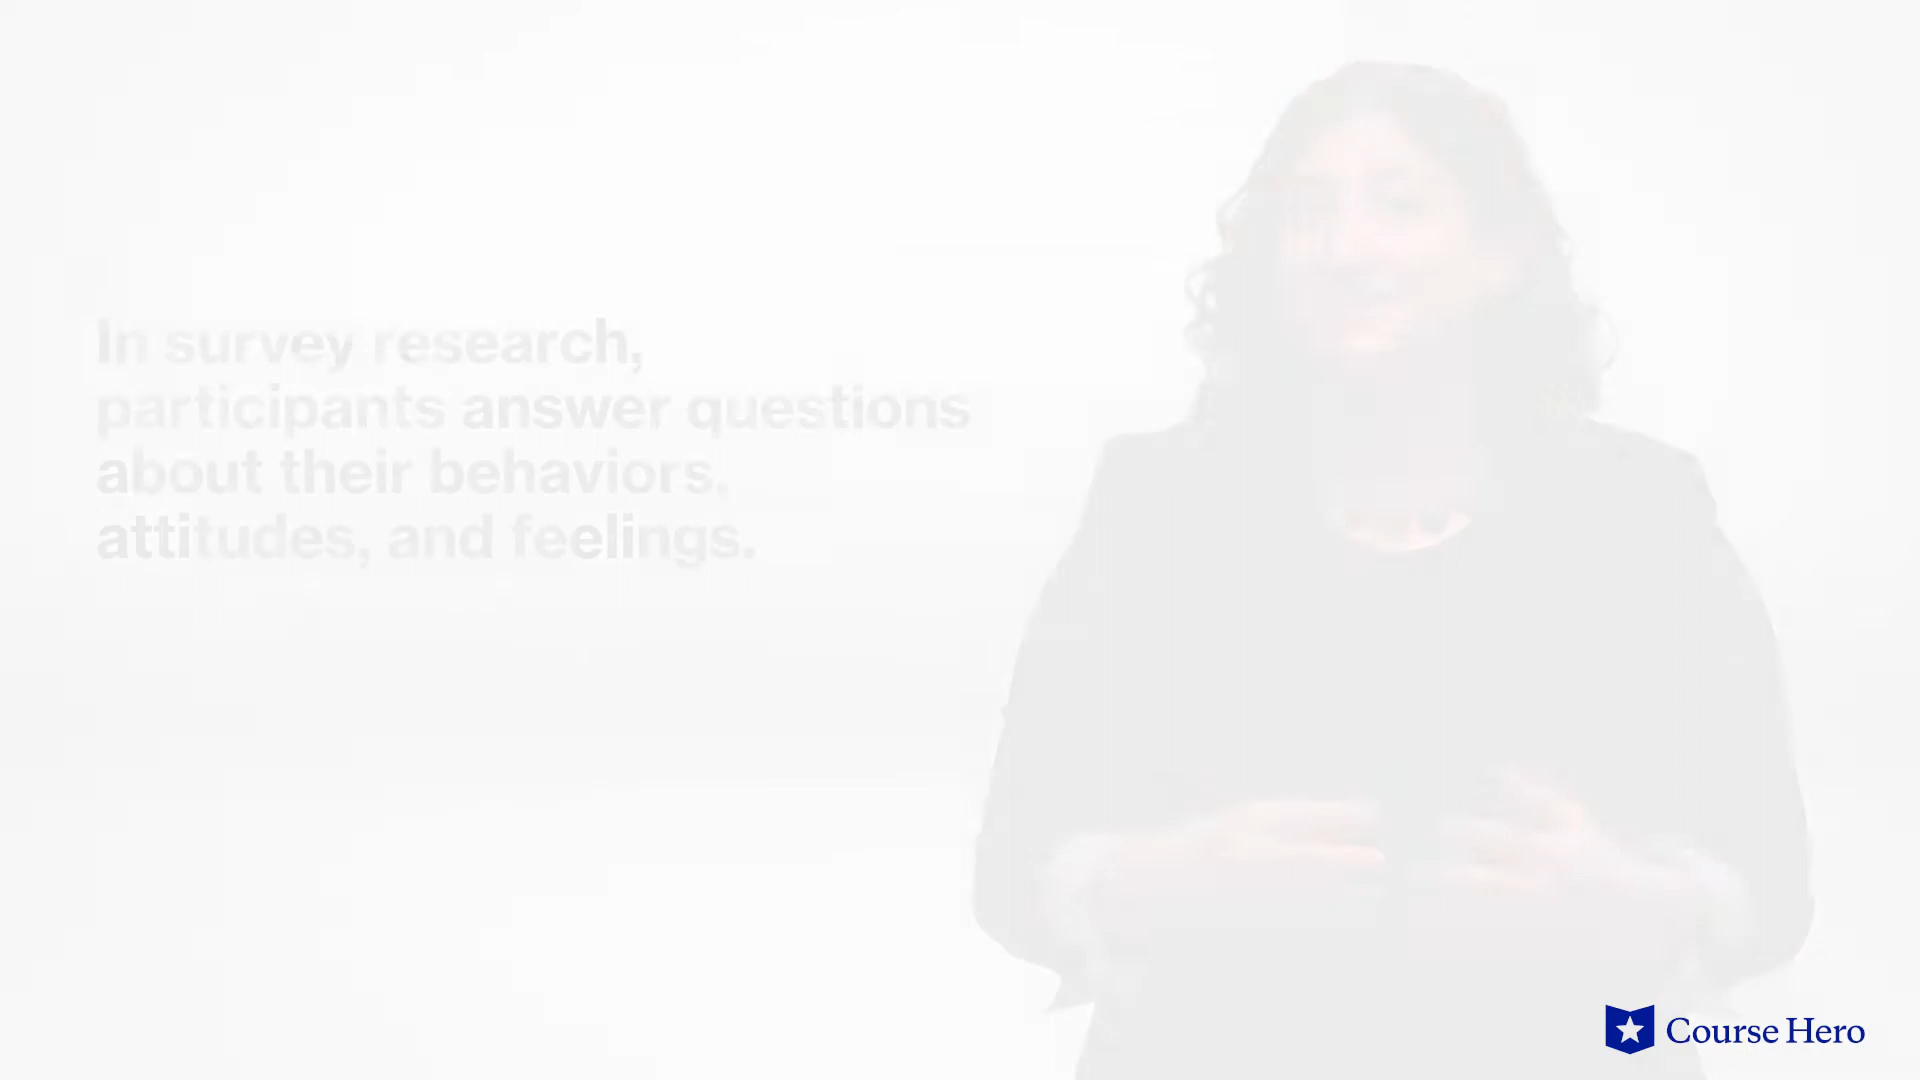 In survey research,
participants answer questions
about their behaviors,
attitudes, and feelings.
Course Hero